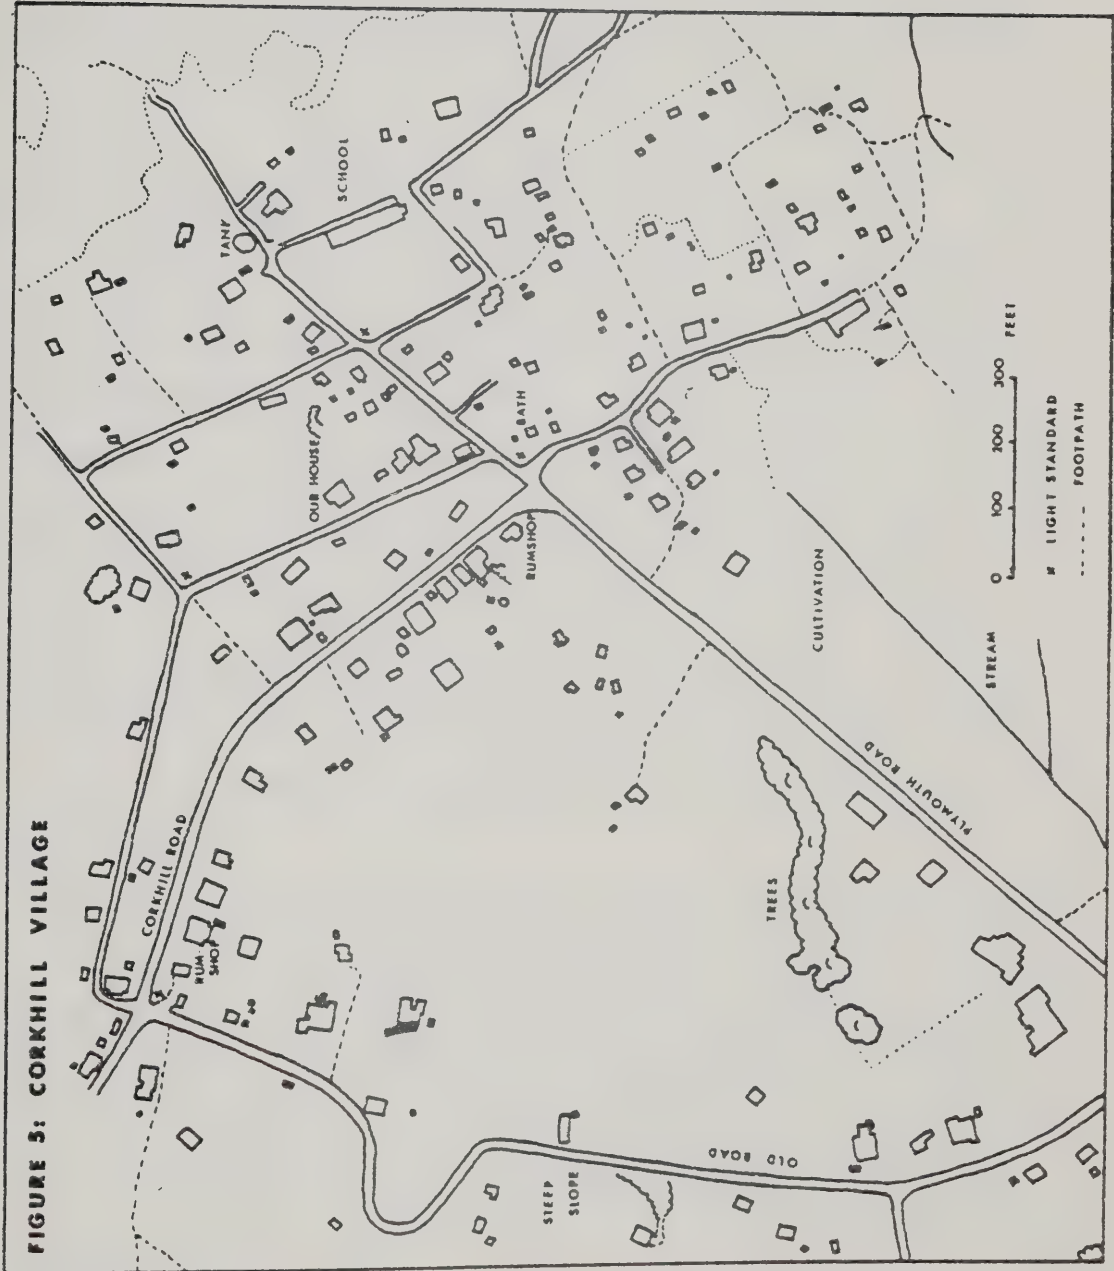 FIGURE 5: CORKHILL VILLAGE
TANK
SCHOOL
OUR HOUSE
BATH
RUMSHOP
CORKHILL ROAD
RUM
SHOP
CULTIVATION
STREAM
PLYMOUTH ROAD
TREES
STEEP
SLOPE
OLD ROAD
0 100 200 300 FEET
× LIGHT STANDARD
----- FOOTPATH